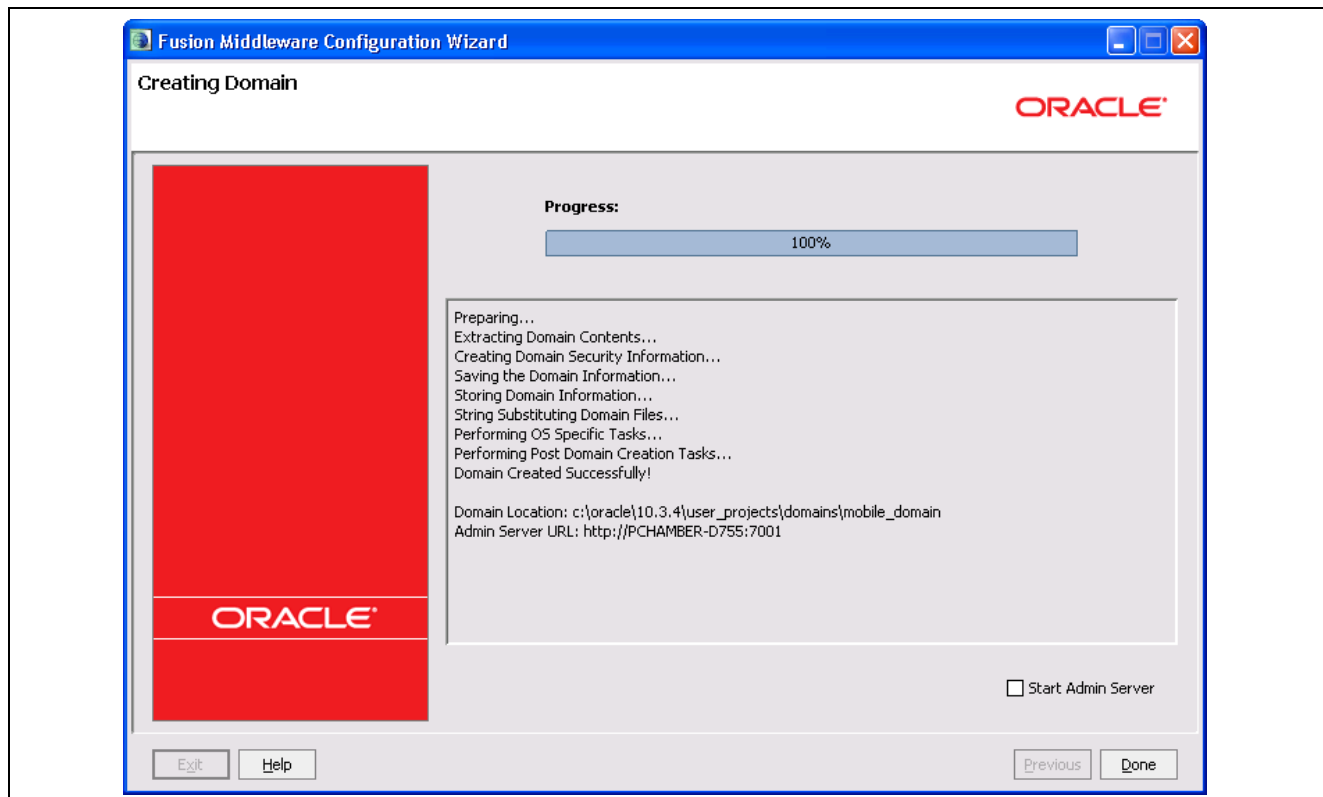 Fusion Middleware Configuration Wizard
Creating Domain
ORACLE
Progress:
100%
Preparing...
Extracting Domain Contents...
Creating Domain Security Information...
Saving the Domain Information...
Storing Domain Information...
String Substituting Domain Files...
Performing OS Specific Tasks...
Performing Post Domain Creation Tasks...
Domain Created Successfully!
Domain Location: c:\oracle\10.3.4\user_projects\domains\mobile_domain
Admin Server URL: http://PCHAMBER-D755:7001
ORACLE
Start Admin Server
Exit
Help
Previous
Done